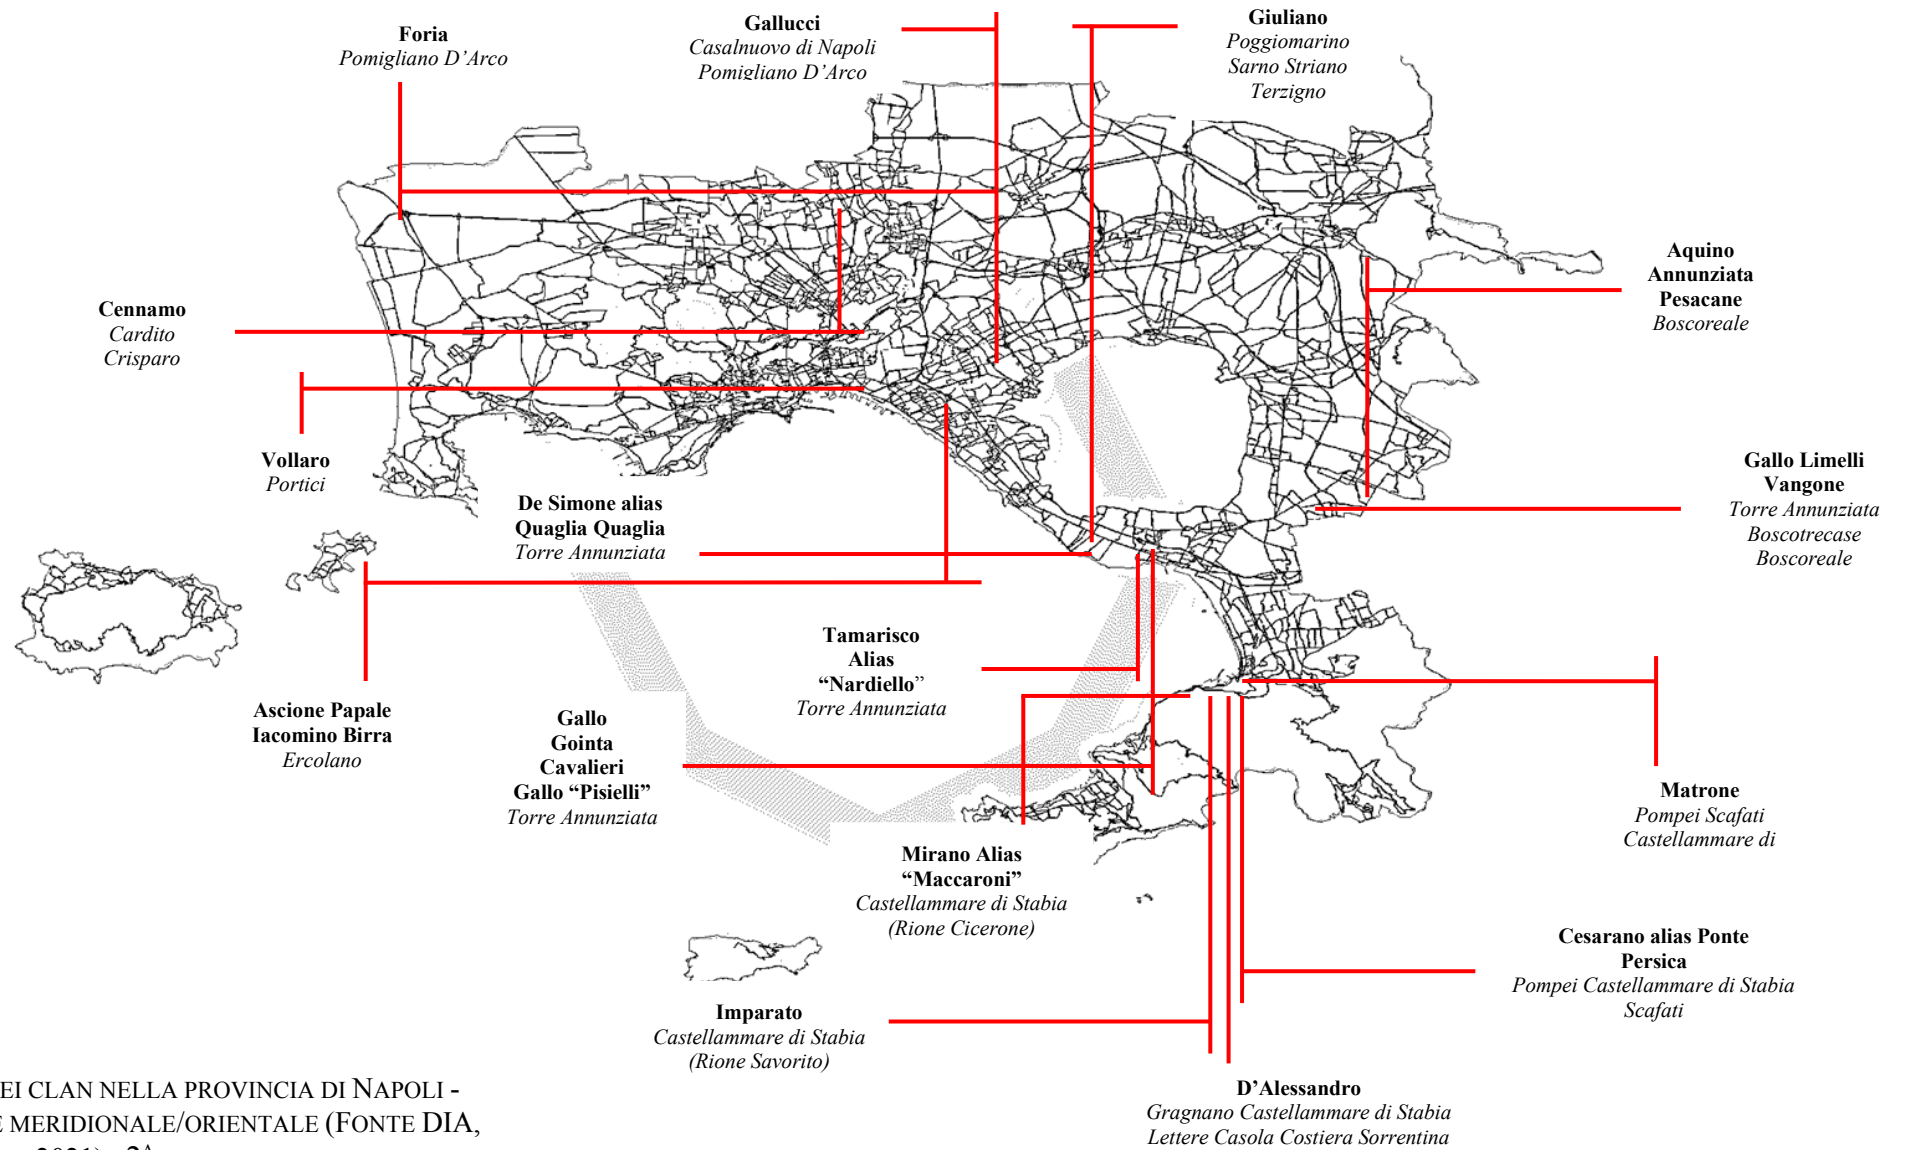 Foria
Pomigliano D'Arco
Gallucci
Casalnuovo di Napoli
Pomigliano D'Arco
Giuliano
Poggiomarino
Sarno Striano
Terzigno
Aquino
Annunziata
Pesacane
Boscoreale
Cennamo
Cardito
Crisparo
Vollaro
Portici
De Simone alias
Quaglia Quaglia
Torre Annunziata
Gallo Limelli
Vangone
Torre Annunziata
Boscotrecase
Boscoreale
Ascione Papale
Iacomino Birra
Ercolano
Tamarisco
Alias
“Nardiello”
Torre Annunziata
Gallo
Gointa
Cavalieri
Gallo “Pisielli”
Torre Annunziata
Matrone
Pompei Scafati
Castellammare di
Mirano Alias
“Maccaroni”
Castellammare di Stabia
(Rione Cicerone)
Cesarano alias Ponte
Persica
Pompei Castellammare di Stabia
Scafati
Imparato
Castellammare di Stabia
(Rione Savorito)
D'Alessandro
Gragnano Castellammare di Stabia
Lettere Casola Costiera Sorrentina
EI CLAN NELLA PROVINCIA DI NAPOLI -
E MERIDIONALE/ORIENTALE (FONTE DIA,